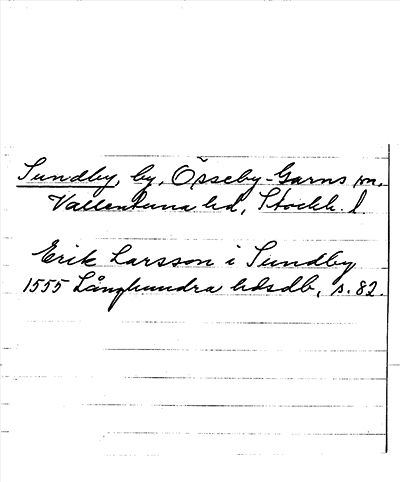 Sundby, by, Össeby-Garns sn,
Vallentuna hd, Stockh. l.
Erik Larsson i Sundby
1555 Långhundra hdsdb, s. 82.